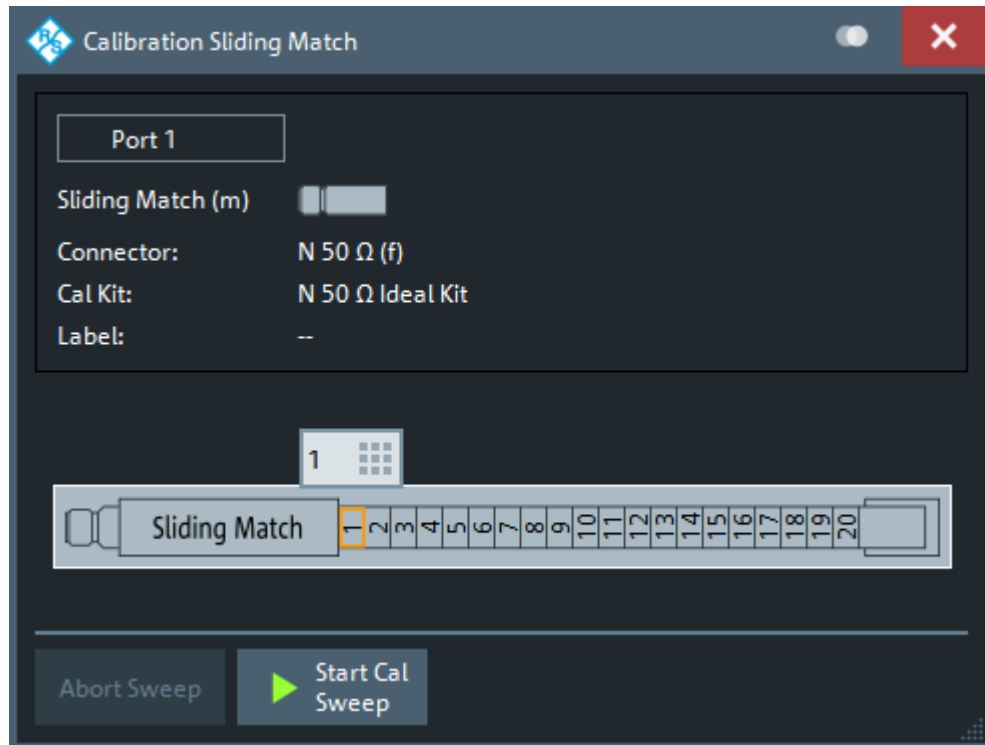 R&S
Calibration Sliding Match
Port 1
Sliding Match (m)
Connector: N 50 Ω (f)
Cal Kit: N 50 Ω Ideal Kit
Label: --
1
Sliding Match 1 2 3 4 5 6 7 8 9 10 11 12 13 14 15 16 17 18 19 20
Abort Sweep
Start Cal
Sweep